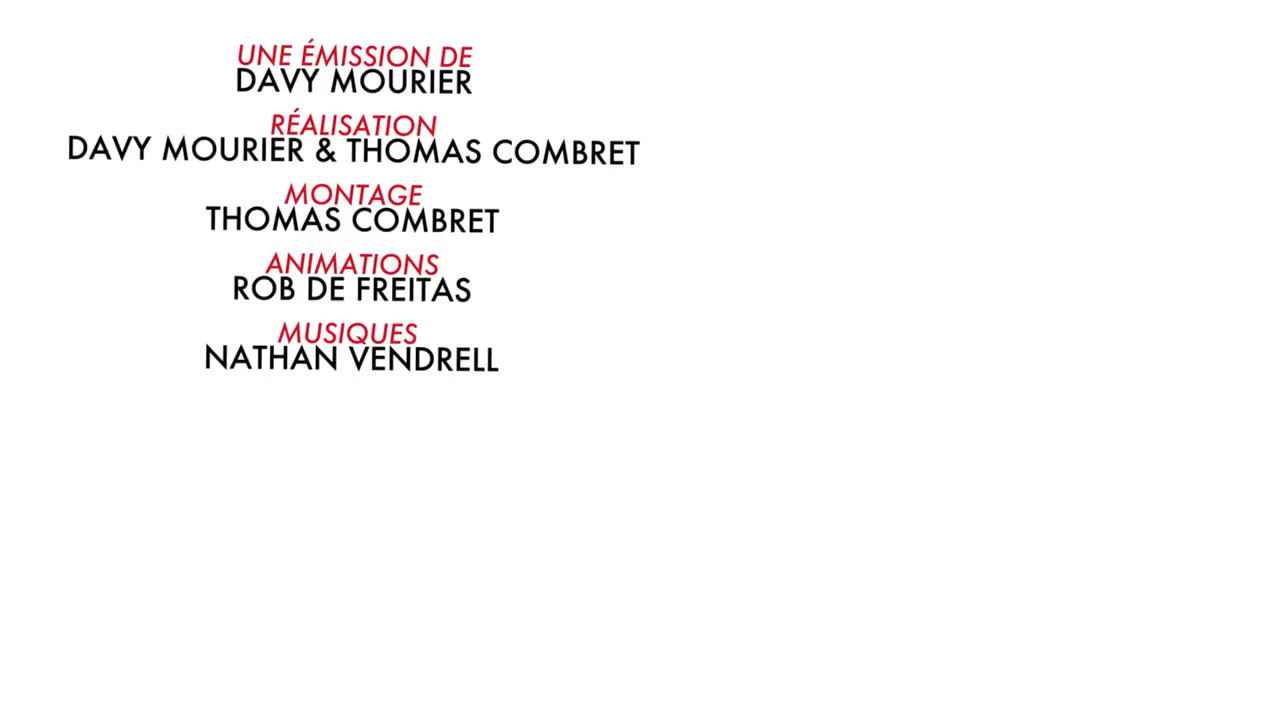 UNE ÉMISSION DE
DAVY MOURIER
RÉALISATION
DAVY MOURIER & THOMAS COMBRET
MONTAGE
THOMAS COMBRET
ANIMATIONS
ROB DE FREITAS
MUSIQUES
NATHAN VENDRELL